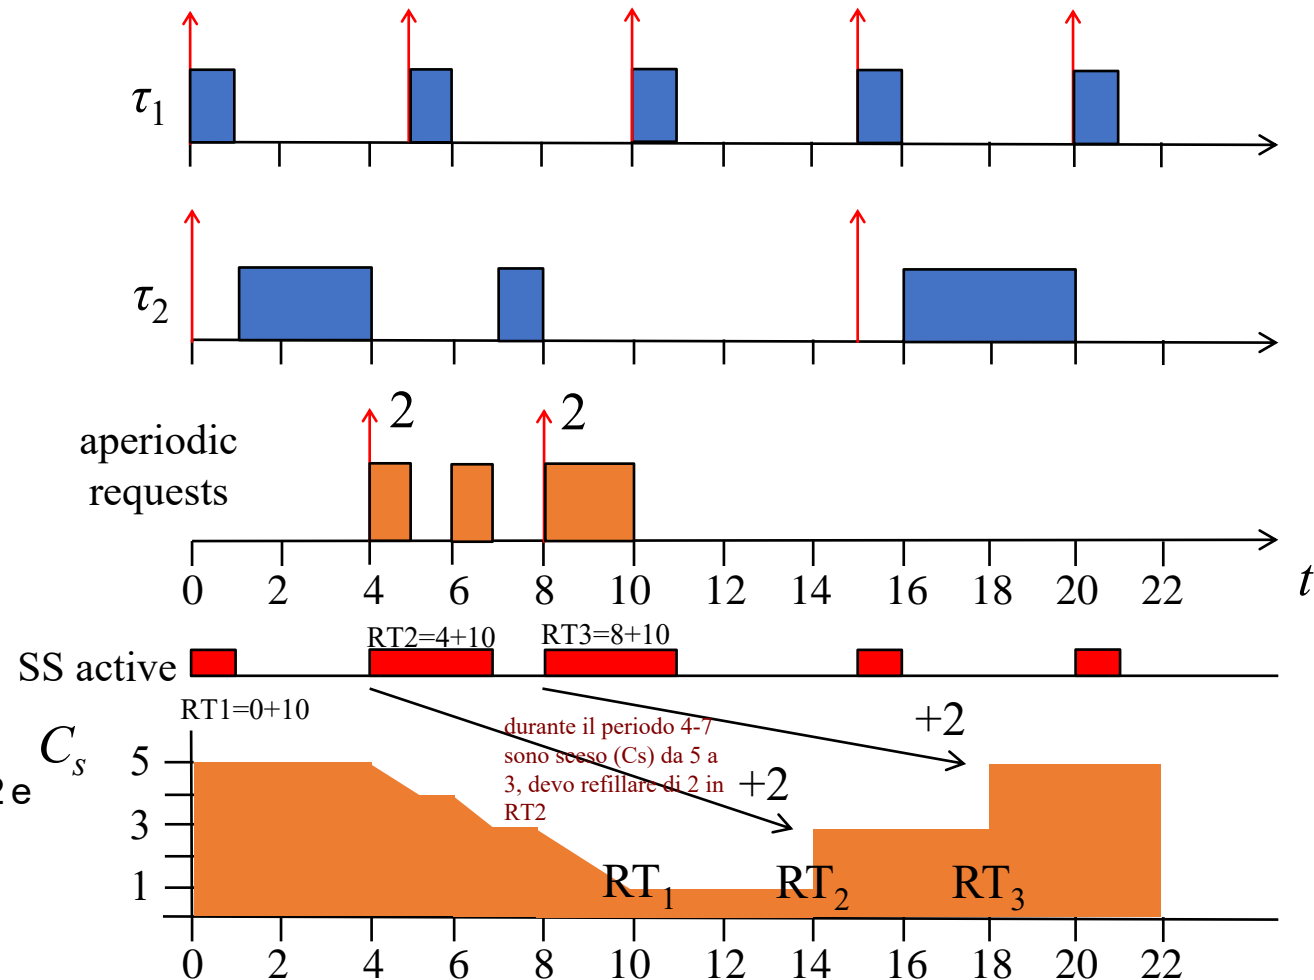 τ1
τ2
2
2
aperiodic
requests
0 2 4 6 8 10 12 14 16 18 20 22
t
RT2=4+10
RT3=8+10
SS active
RT1=0+10
durante il periodo 4-7
sono sceso (Cs) da 5 a
3, devo refillare di 2 in
RT2
+2
+2
Cs
5
2 e
3
1
RT1
RT2
RT3
0 2 4 6 8 10 12 14 16 18 20 22